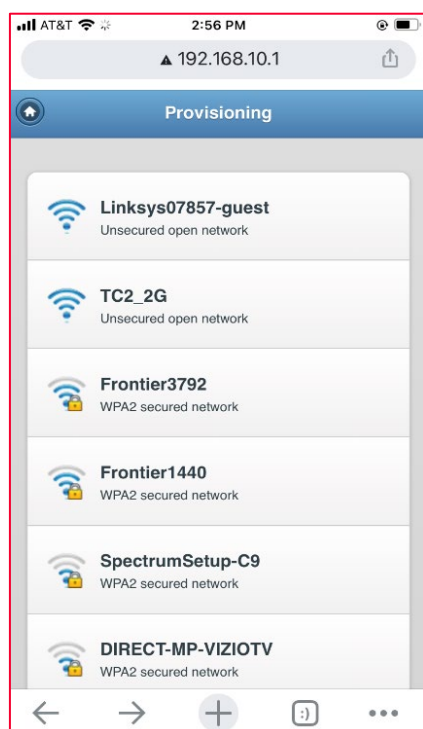 AT&T 2:56 PM
192.168.10.1
Provisioning
Linksys07857-guest
Unsecured open network
TC2_2G
Unsecured open network
Frontier3792
WPA2 secured network
Frontier1440
WPA2 secured network
SpectrumSetup-C9
WPA2 secured network
DIRECT-MP-VIZIOTV
WPA2 secured network
:)